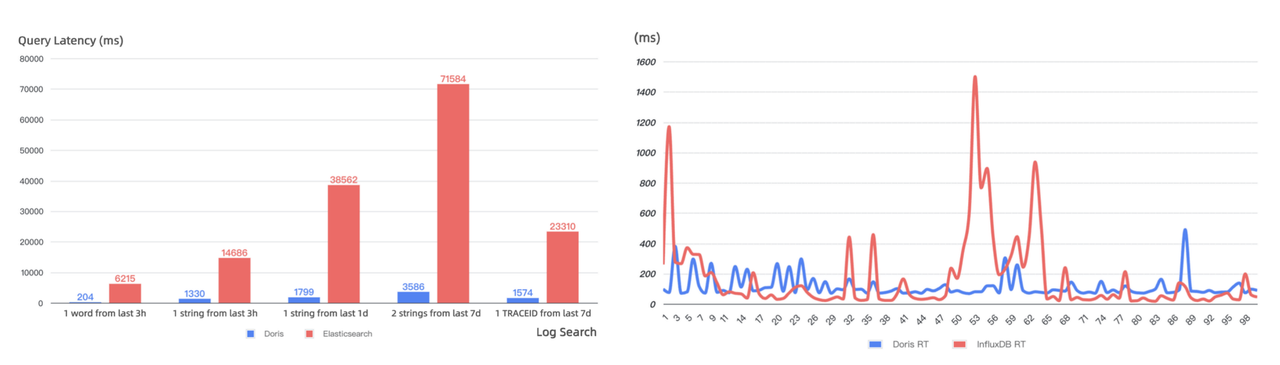 Query Latency (ms)
80000
70000
60000
50000
40000
30000
20000
10000
0
204
6215
1330
14686
1799
38562
3586
71584
1574
23310
1 word from last 3h
1 string from last 3h
1 string from last 1d
2 strings from last 7d
1 TRACEID from last 7d
Doris
Elasticsearch
Log Search
(ms)
1600
1400
1200
1000
800
600
400
200
0
1 3 5 7 9 11 14 17 20 23 26 29 32 35 38 41 44 47 50 53 56 59 62 65 68 71 74 77 80 83 86 89 92 95 98
Doris RT
InfluxDB RT